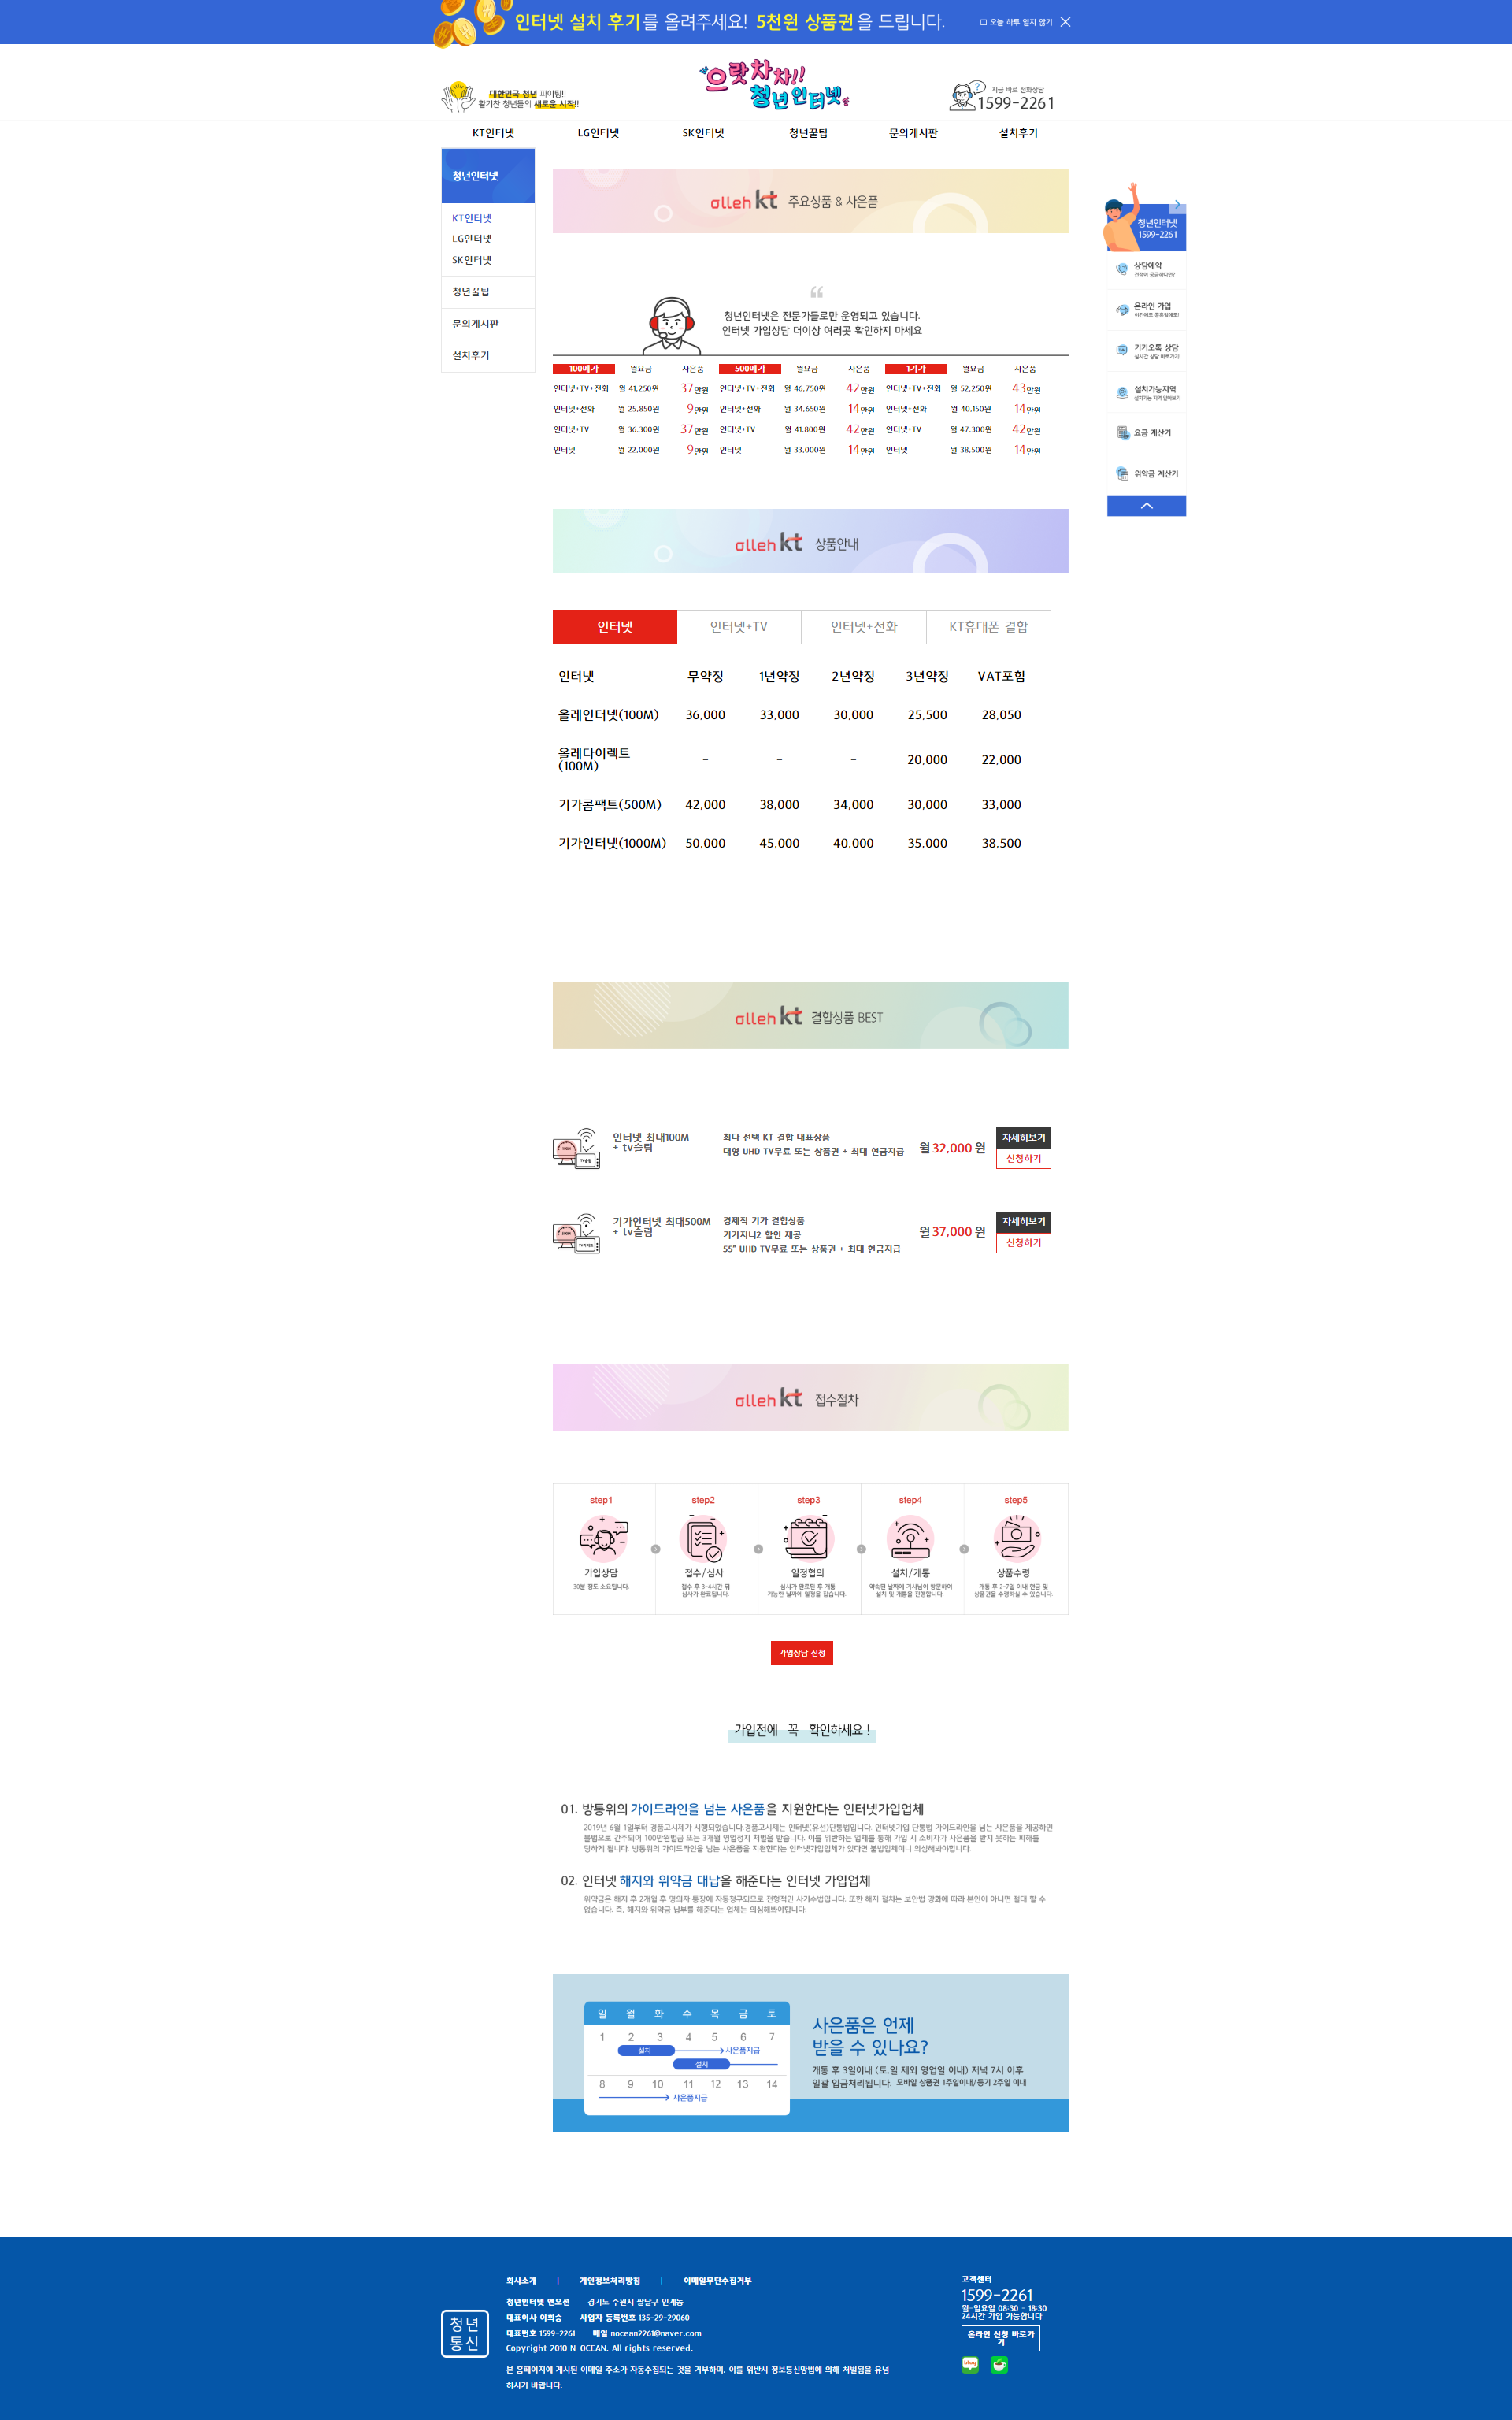 인터넷 설치 후기를 올려주세요! 5천원 상품권을 드립니다.
오늘 하루 열지 않기
대한민국 청년 파이팅!!
활기찬 청년들의 새로운 시작!!
으랏차차!!
청년인터넷
지금 바로 전화상담
1599-2261
KT인터넷 LG인터넷 SK인터넷 청년꿀팁 문의게시판 설치후기
청년인터넷
KT인터넷
LG인터넷
SK인터넷
청년꿀팁
문의게시판
설치후기
olleh kt 주요상품 & 사은품
청년인터넷
1599-2261
상담예약
온라인 가입
카카오톡 상담
실시간 상담 바로가기!
설치가능지역
설치가능 지역 알아보기
요금 계산기
위약금 계산기
청년인터넷은 전문가들로만 운영되고 있습니다.
인터넷 가입상담 더이상 여러곳 확인하지 마세요
100메가 월요금 사은품 500메가 월요금 사은품 1기가 월요금 사은품
인터넷+TV+전화 월 41,250원 37만원 인터넷+TV+전화 월 46,750원 42만원 인터넷+TV+전화 월 52,250원 43만원
인터넷+전화 월 25,850원 9만원 인터넷+전화 월 34,650원 14만원 인터넷+전화 월 40,150원 14만원
인터넷+TV 월 36,300원 37만원 인터넷+TV 월 41,800원 42만원 인터넷+TV 월 47,300원 42만원
인터넷 월 22,000원 9만원 인터넷 월 33,000원 14만원 인터넷 월 38,500원 14만원
olleh kt 상품안내
인터넷 인터넷+TV 인터넷+전화 KT휴대폰 결합
인터넷 무약정 1년약정 2년약정 3년약정 VAT포함
올레인터넷(100M) 36,000 33,000 30,000 25,500 28,050
올레다이렉트
(100M) - - - 20,000 22,000
기가콤팩트(500M) 42,000 38,000 34,000 30,000 33,000
기가인터넷(1000M) 50,000 45,000 40,000 35,000 38,500
olleh kt 결합상품 BEST
인터넷 최대100M
+ tv슬림
최다 선택 KT 결합 대표상품
대형 UHD TV무료 또는 상품권 + 최대 현금지급
월 32,000 원
자세히보기
신청하기
기가인터넷 최대500M
+ tv슬림
경제적 기가 결합상품
기가지니2 할인 제공
55" UHD TV무료 또는 상품권 + 최대 현금지급
월 37,000 원
자세히보기
신청하기
olleh kt 접수절차
step1 step2 step3 step4 step5
가입상담 접수/심사 일정협의 설치/개통 상품수령
30분 정도 소요됩니다.
접수 후 3-4시간 뒤
심사가 완료됩니다.
심사가 완료된 후 개통
가능한 날짜에 일정을 잡습니다.
약속된 날짜에 기사님이 방문하여
설치 및 개통을 진행합니다.
개통 후 2-7일 이내 현금 및
상품권을 수령하실 수 있습니다.
가입상담 신청
가입전에 꼭 확인하세요 !
01. 방통위의 가이드라인을 넘는 사은품을 지원한다는 인터넷가입업체
2019년 6월 1일부터 경품고시제가 시행되었습니다. 경품고시제는 인터넷(유선)단통법입니다. 인터넷가입 단통법 가이드라인을 넘는 사은품을 제공하면
불법으로 간주되어 100만원벌금 또는 3개월 영업정지 처벌을 받습니다. 이를 위반하는 업체를 통해 가입 시 소비자가 사은품을 받지 못하는 피해를
당하게 됩니다. 방통위의 가이드라인을 넘는 사은품을 지원한다는 인터넷가입업체가 있다면 불법업체이니 의심해봐야합니다.
02. 인터넷 해지와 위약금 대납을 해준다는 인터넷 가입업체
위약금은 해지 후 2개월 후 명의자 통장에 자동청구되므로 전형적인 사기수법입니다. 또한 해지 절차는 보안법 강화에 따라 본인이 아니면 절대 할 수
없습니다. 즉, 해지와 위약금 납부를 해준다는 업체는 의심해봐야합니다.
일 월 화 수 목 금 토
1 2 3 4 5 6 7
설치 사은품지급
설치
8 9 10 11 12 13 14
사은품지급
사은품은 언제
받을 수 있나요?
개통 후 3일이내 (토,일 제외 영업일 이내) 저녁 7시 이후
일괄 입금처리됩니다. 모바일 상품권 1주일이내/등기 2주일 이내
청년
통신
회사소개 | 개인정보처리방침 | 이메일무단수집거부
청년인터넷 앤오션 경기도 수원시 팔달구 인계동
대표이사 이희승 사업자 등록번호 135-29-29060
대표번호 1599-2261 메일 nocean2261@naver.com
Copyright 2010 N-OCEAN. All rights reserved.
본 홈페이지에 게시된 이메일 주소가 자동수집되는 것을 거부하며, 이를 위반시 정보통신망법에 의해 처벌됨을 유념
하시기 바랍니다.
고객센터
1599-2261
월-일요일 08:30 - 18:30
24시간 가입 가능합니다.
온라인 신청 바로가
기